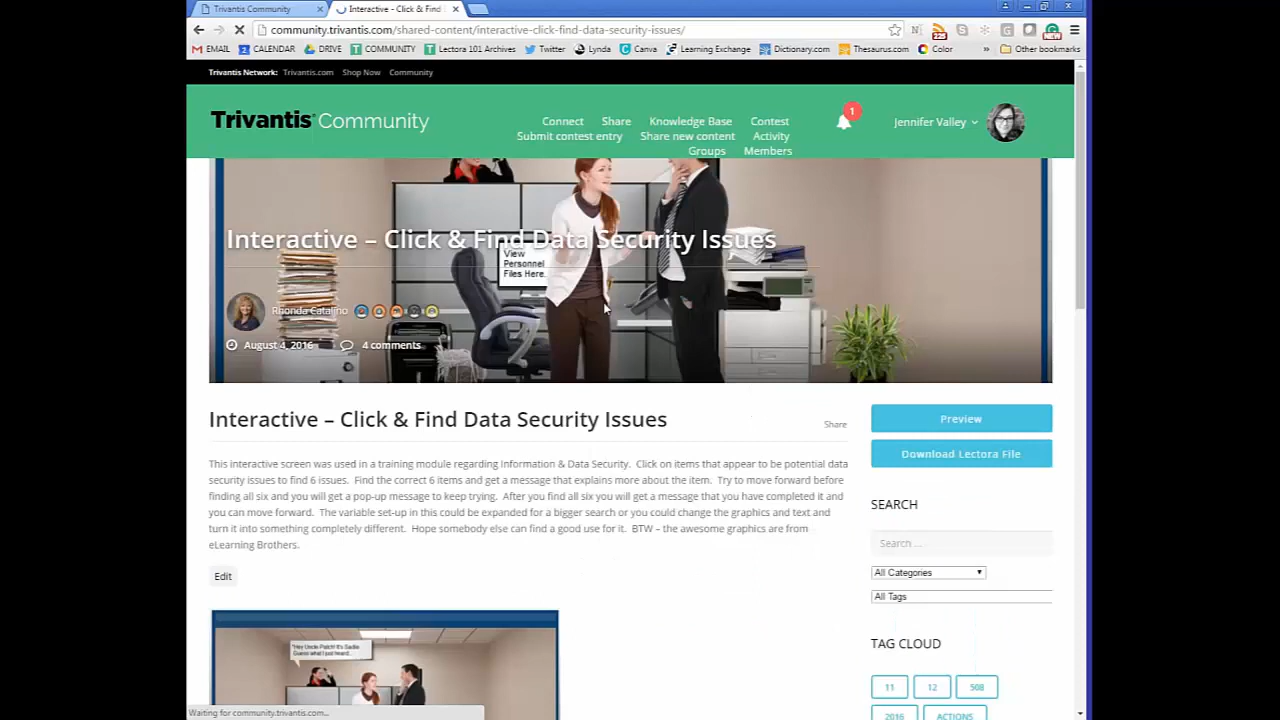 Trivantis Community
Interactive - Click & Find
community.trivantis.com/shared-content/interactive-click-find-data-security-issues/
EMAIL CALENDAR DRIVE COMMUNITY Lectora 101 Archives Twitter Lynda Canva Learning Exchange Dictionary.com Thesaurus.com Color » Other bookmarks
Trivantis Network: Trivantis.com Shop Now Community
Trivantis Community
Connect Share Knowledge Base Contest
Submit contest entry Share new content Activity
Groups Members
1
Jennifer Valley
Interactive – Click & Find Data Security Issues
View
Personnel
Files Here.
Rhonda Catalino
August 4, 2016 4 comments
Interactive – Click & Find Data Security Issues
Share
This interactive screen was used in a training module regarding Information & Data Security. Click on items that appear to be potential data
security issues to find 6 issues. Find the correct 6 items and get a message that explains more about the item. Try to move forward before
finding all six and you will get a pop-up message to keep trying. After you find all six you will get a message that you have completed it and
you can move forward. The variable set-up in this could be expanded for a bigger search or you could change the graphics and text and
turn it into something completely different. Hope somebody else can find a good use for it. BTW – the awesome graphics are from
eLearning Brothers.
Edit
"Hey Uncle Patch! It's Sadie.
Guess what I just heard...
Preview
Download Lectora File
SEARCH
Search ...
All Categories
All Tags
TAG CLOUD
11 12 508
2016 ACTIONS
Waiting for community.trivantis.com...